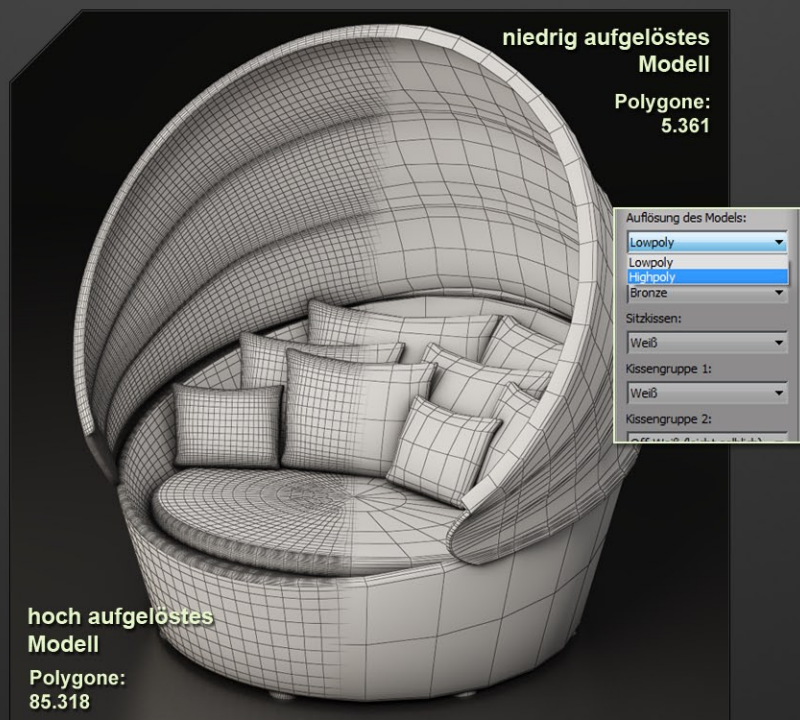 niedrig aufgelöstes
Modell
Polygone:
5.361
Auflösung des Models:
Lowpoly
Lowpoly
Highpoly
Bronze
Sitzkissen:
Weiß
Kissengruppe 1:
Weiß
Kissengruppe 2:
hoch aufgelöstes
Modell
Polygone:
85.318